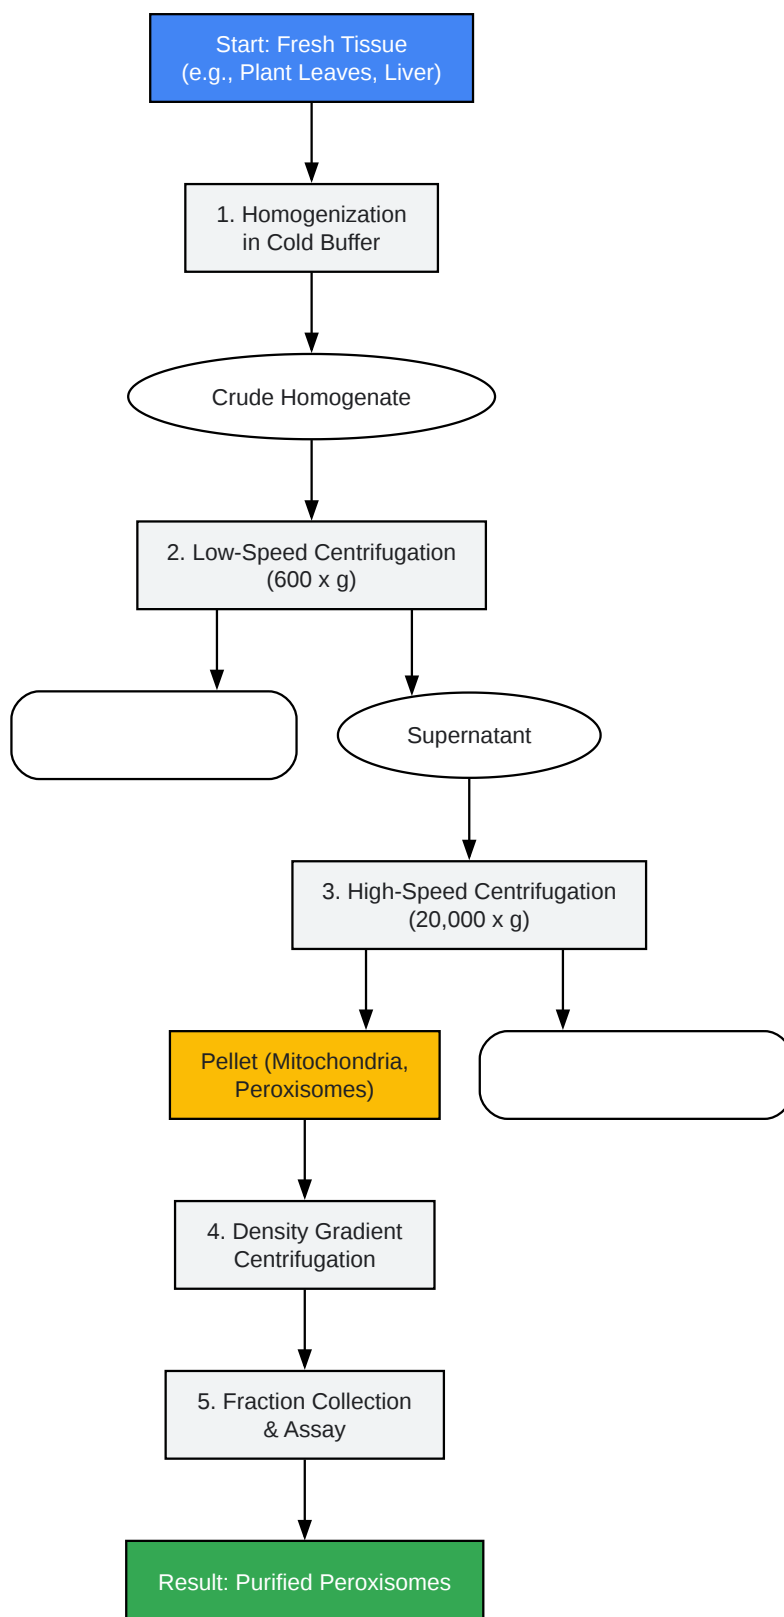 Start: Fresh Tissue
(e.g., Plant Leaves, Liver)
1. Homogenization
in Cold Buffer
Crude Homogenate
2. Low-Speed Centrifugation
(600 x g)
Supernatant
3. High-Speed Centrifugation
(20,000 x g)
Pellet (Mitochondria,
Peroxisomes)
4. Density Gradient
Centrifugation
5. Fraction Collection
& Assay
Result: Purified Peroxisomes